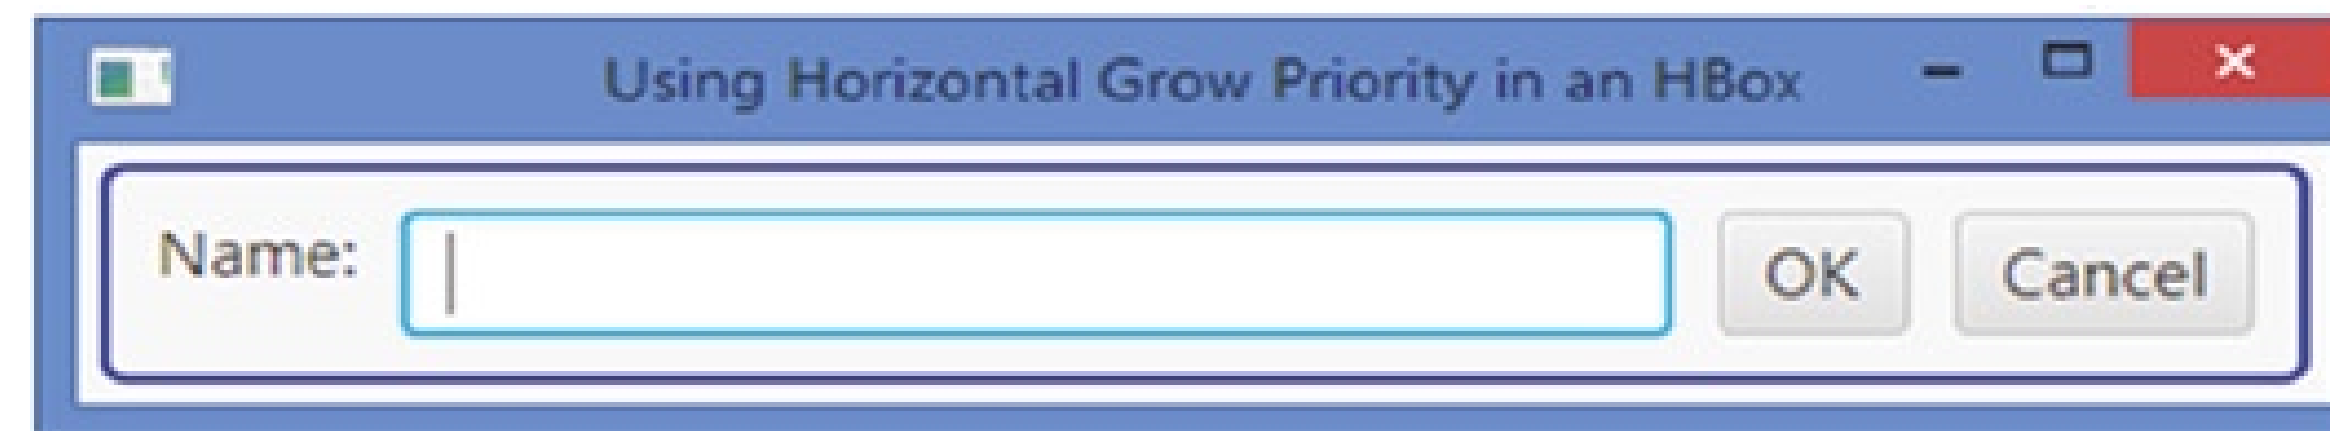 Using Horizontal Grow Priority in an HBox
Name: OK Cancel